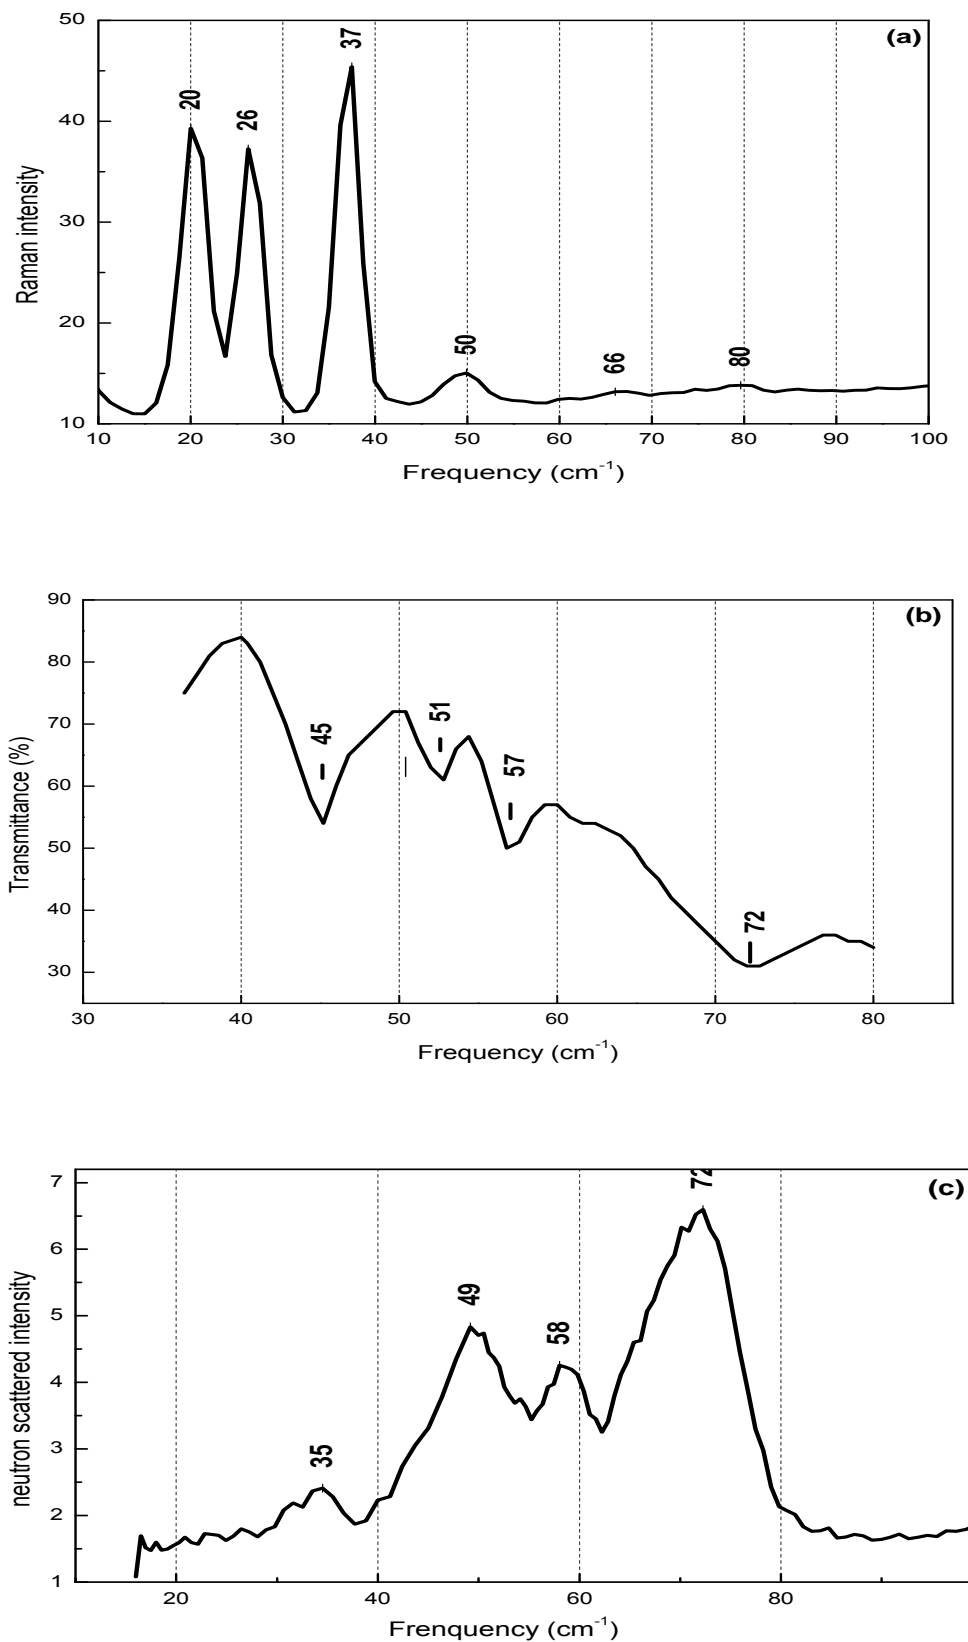 (a)
50
40
30
20
10
Raman intensity
20
26
37
50
66
80
10 20 30 40 50 60 70 80 90 100
Frequency (cm⁻¹)
(b)
90
80
70
60
50
40
30
Transmittance (%)
45
51
57
72
30 40 50 60 70 80
Frequency (cm⁻¹)
(c)
7
6
5
4
3
2
1
neutron scattered intensity
35
49
58
72
20 40 60 80
Frenquency (cm⁻¹)